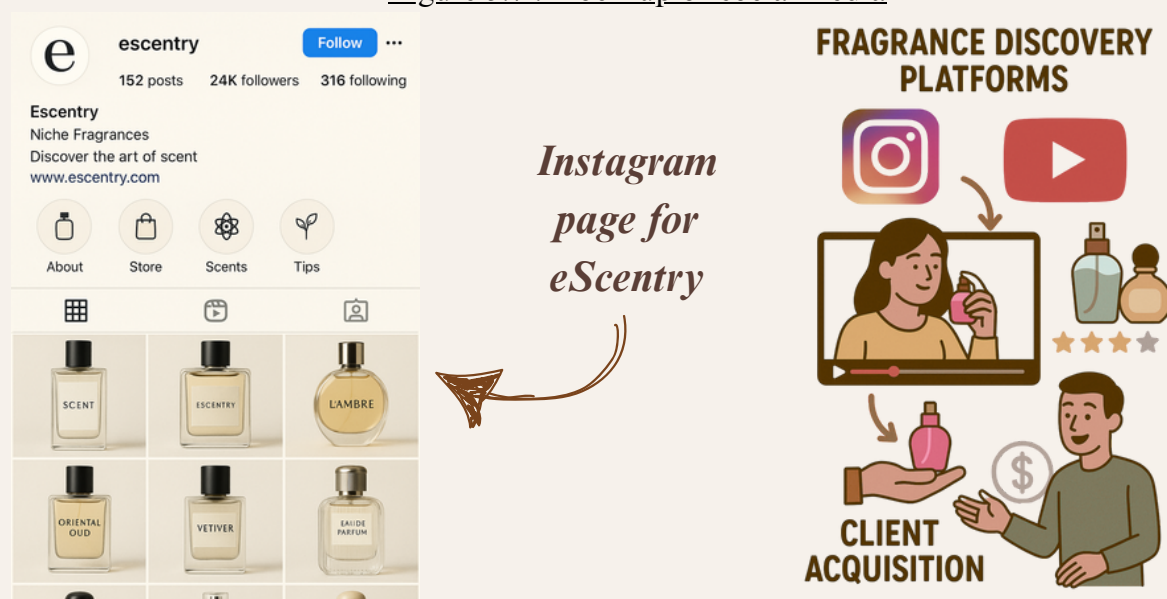 escentry
Follow
152 posts 24K followers 316 following
Escentry
Niche Fragrances
Discover the art of scent
www.escentry.com
About Store Scents Tips
SCENT
ESCENTRY
L'AMBRE
ORIENTAL
OUD
VETIVER
EAU DE
PARFUM
Instagram
page for
eScentry
FRAGRANCE DISCOVERY
PLATFORMS
$
CLIENT
ACQUISITION